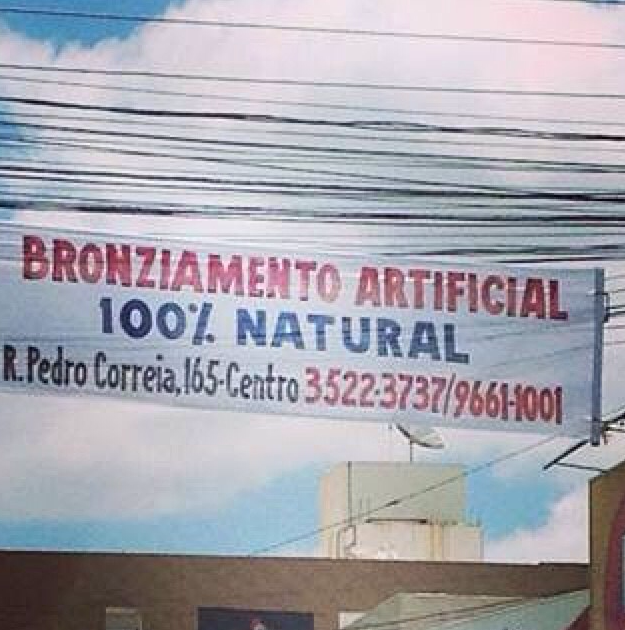 BRONZIAMENTO ARTIFICIAL
100% NATURAL
R. Pedro Correia, 165-Centro 3522-3737/9661-1001